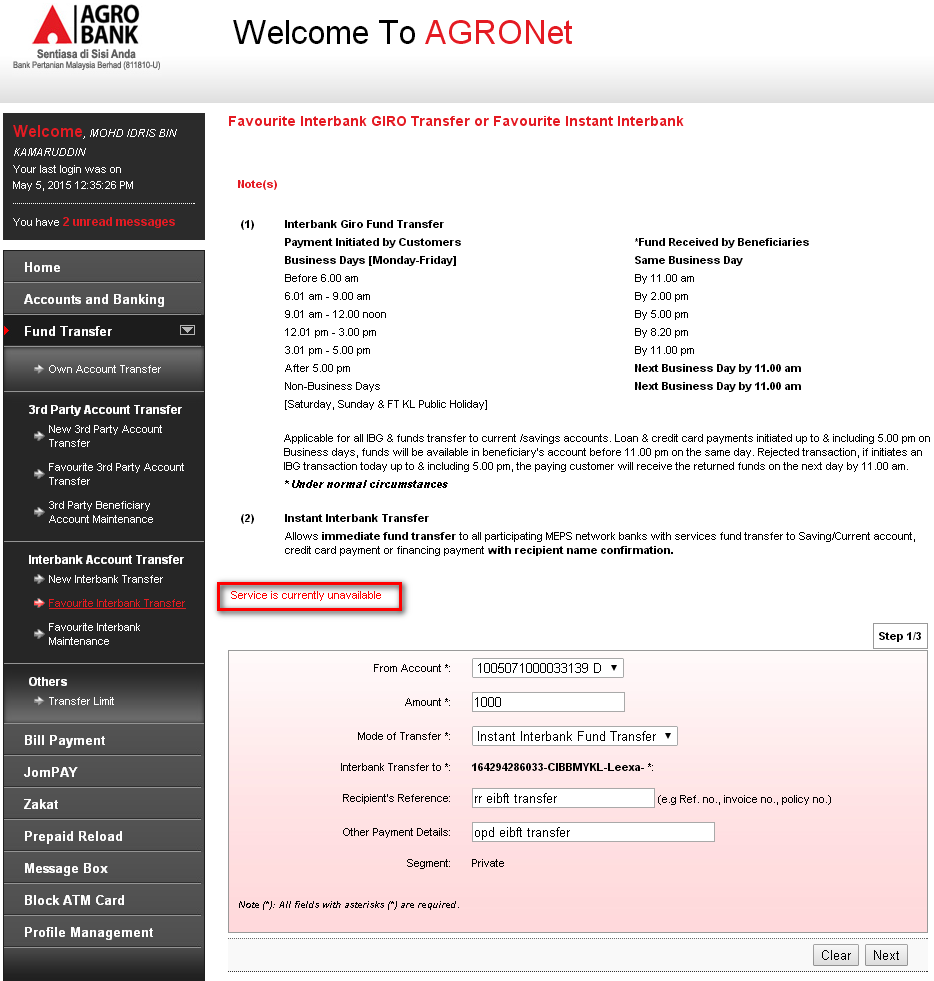 AGRO
BANK
Sentiasa di Sisi Anda
Bank Pertanian Malaysia Berhad (811810-U)
Welcome To AGRONet
Welcome, MOHD IDRIS BIN
KAMARUDDIN
Your last login was on
May 5, 2015 12:35:26 PM
You have 2 unread messages
Home
Accounts and Banking
Fund Transfer
Own Account Transfer
3rd Party Account Transfer
New 3rd Party Account
Transfer
Favourite 3rd Party Account
Transfer
3rd Party Beneficiary
Account Maintenance
Interbank Account Transfer
New Interbank Transfer
Favourite Interbank Transfer
Favourite Interbank
Maintenance
Others
Transfer Limit
Bill Payment
JomPAY
Zakat
Prepaid Reload
Message Box
Block ATM Card
Profile Management
Favourite Interbank GIRO Transfer or Favourite Instant Interbank
Note(s)
(1) Interbank Giro Fund Transfer
Payment Initiated by Customers *Fund Received by Beneficiaries
Business Days [Monday-Friday] Same Business Day
Before 6.00 am By 11.00 am
6.01 am - 9.00 am By 2.00 pm
9.01 am - 12.00 noon By 5.00 pm
12.01 pm - 3.00 pm By 8.20 pm
3.01 pm - 5.00 pm By 11.00 pm
After 5.00 pm Next Business Day by 11.00 am
Non-Business Days Next Business Day by 11.00 am
[Saturday, Sunday & FT KL Public Holiday]
Applicable for all IBG & funds transfer to current /savings accounts. Loan & credit card payments initiated up to & including 5.00 pm on
Business days, funds will be available in beneficiary's account before 11.00 pm on the same day. Rejected transaction, if initiates an
IBG transaction today up to & including 5.00 pm, the paying customer will receive the returned funds on the next day by 11.00 am.
* Under normal circumstances
(2) Instant Interbank Transfer
Allows immediate fund transfer to all participating MEPS network banks with services fund transfer to Saving/Current account,
credit card payment or financing payment with recipient name confirmation.
Service is currently unavailable
Step 1/3
From Account *: 1005071000033139 D
Amount *: 1000
Mode of Transfer *: Instant Interbank Fund Transfer
Interbank Transfer to *: 164294286033-CIBBMYKL-Leexa- *:
Recipient's Reference: rr eibft transfer (e.g Ref. no., invoice no., policy no.)
Other Payment Details: opd eibft transfer
Segment: Private
Note (*): All fields with asterisks (*) are required.
Clear Next